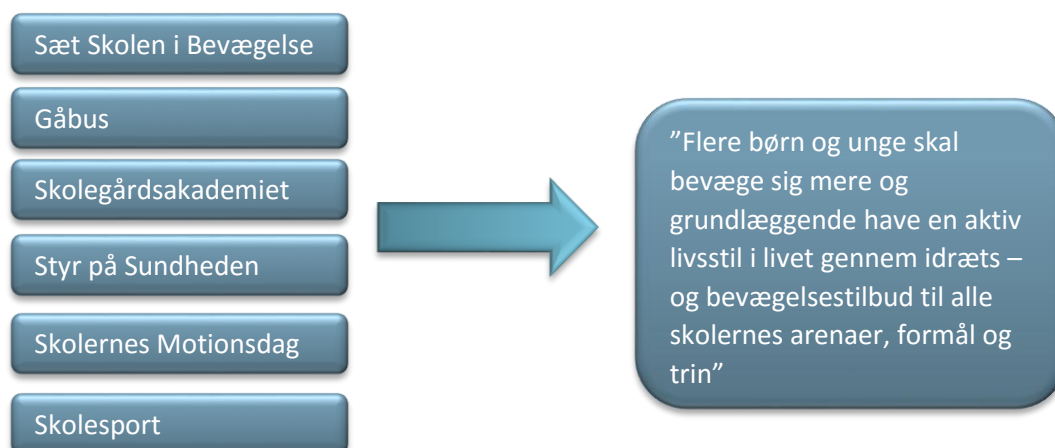 Sæt Skolen i Bevægelse
Gåbus
Skolegårdsakademiet
Styr på Sundheden
Skolernes Motionsdag
Skolesport
”Flere børn og unge skal
bevæge sig mere og
grundlæggende have en aktiv
livsstil i livet gennem idræts –
og bevægelsestilbud til alle
skolernes arenaer, formål og
trin”